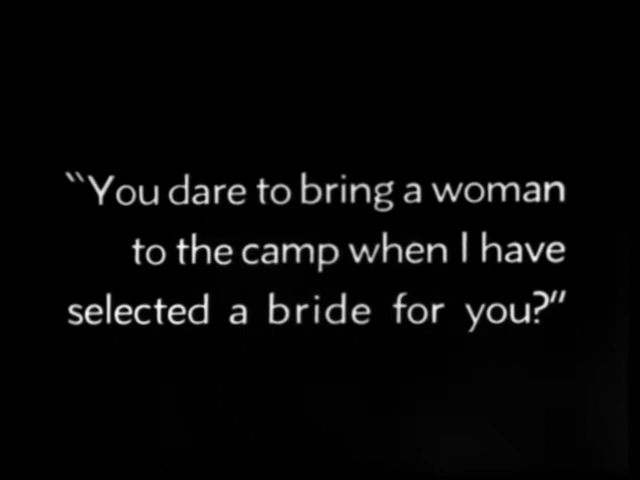 "You dare to bring a woman
to the camp when I have
selected a bride for you?"